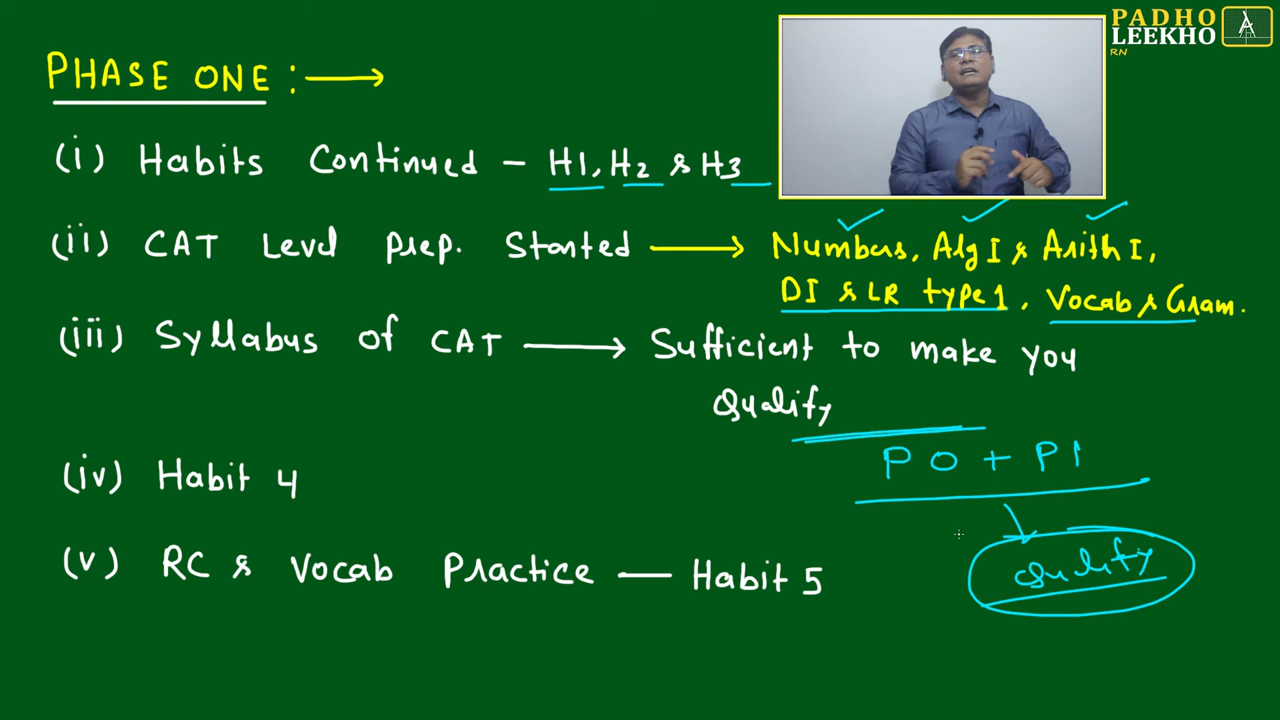 PADHO
LEEKHO
RN
PHASE ONE :→
(i) Habits Continued – H1, H2 & H3
(ii) CAT Level prep. Started → Numbers, Alg I & Arith I,
DI & LR type 1, Vocab & Gram.
(iii) Syllabus of CAT → Sufficient to make you
Qualify
P0 + P1
Qualify
(iv) Habit 4
(v) RC & Vocab Practice — Habit 5